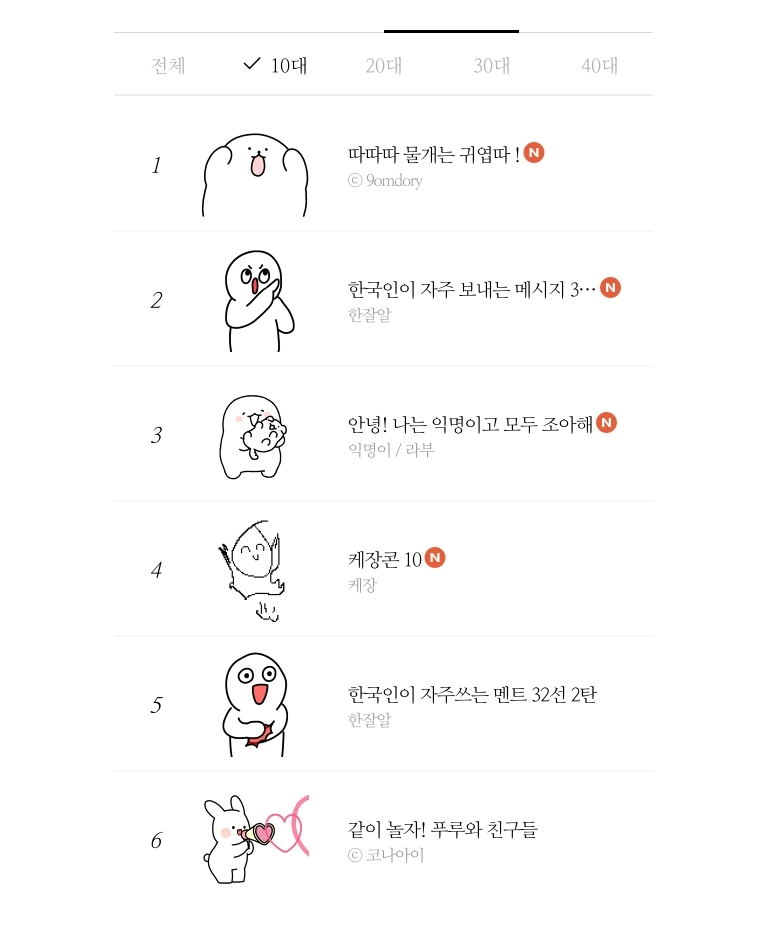 전체
10대
20대
30대
40대
1
따따따 물개는 귀엽따 ! N
ⓒ 9omdory
2
한국인이 자주 보내는 메시지 3… N
한잘알
3
안녕! 나는 익명이고 모두 조아해 N
익명이 / 라부
4
케장콘 10 N
케장
5
한국인이 자주쓰는 멘트 32선 2탄
한잘알
6
같이 놀자! 푸루와 친구들
ⓒ 코나아이